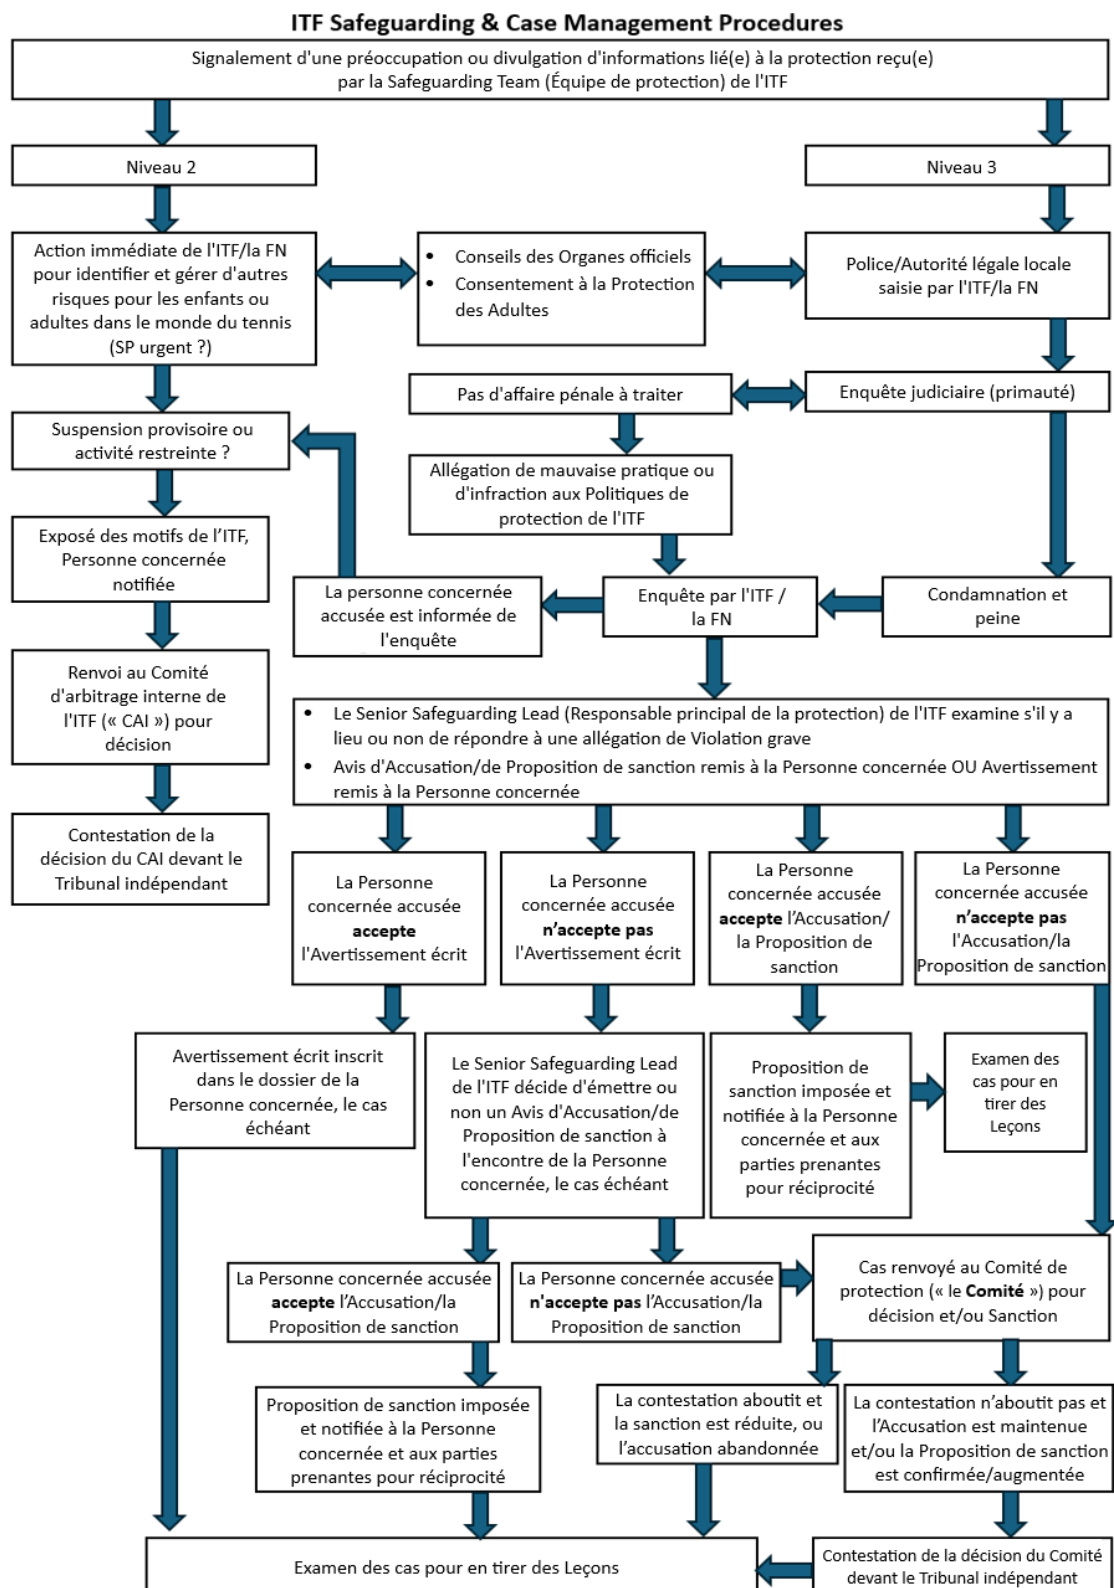 ITF Safeguarding & Case Management Procedures
Signalement d'une préoccupation ou divulgation d'informations lié(e) à la protection reçu(e)
par la Safeguarding Team (Équipe de protection) de l'ITF
Niveau 2
Niveau 3
Action immédiate de l'ITF/la FN
pour identifier et gérer d'autres
risques pour les enfants ou
adultes dans le monde du tennis
(SP urgent ?)
• Conseils des Organes officiels
• Consentement à la Protection
des Adultes
Police/Autorité légale locale
saisie par l'ITF/la FN
Pas d'affaire pénale à traiter
Enquête judiciaire (primauté)
Suspension provisoire ou
activité restreinte ?
Allégation de mauvaise pratique ou
d'infraction aux Politiques de
protection de l'ITF
Exposé des motifs de l’ITF,
Personne concernée
notifiée
La personne concernée
accusée est informée de
l'enquête
Enquête par l'ITF /
la FN
Condamnation et
peine
Renvoi au Comité
d'arbitrage interne de
l'ITF (« CAI ») pour
décision
• Le Senior Safeguarding Lead (Responsable principal de la protection) de l'ITF examine s'il y a
lieu ou non de répondre à une allégation de Violation grave
• Avis d'Accusation/de Proposition de sanction remis à la Personne concernée OU Avertissement
remis à la Personne concernée
Contestation de la
décision du CAI devant le
Tribunal indépendant
La Personne
concernée accusée
accepte
l'Avertissement écrit
La Personne
concernée accusée
n’accepte pas
l'Avertissement écrit
La Personne
concernée accusée
accepte l’Accusation/
la Proposition de
sanction
La Personne
concernée accusée
n’accepte pas
l'Accusation/la
Proposition de sanction
Avertissement écrit inscrit
dans le dossier de la
Personne concernée, le cas
échéant
Le Senior Safeguarding Lead
de l'ITF décide d'émettre ou
non un Avis d'Accusation/de
Proposition de sanction à
l'encontre de la Personne
concernée, le cas échéant
Proposition de
sanction imposée et
notifiée à la Personne
concernée et aux
parties prenantes
pour réciprocité
Examen des
cas pour en
tirer des
Leçons
La Personne concernée accusée
accepte l’Accusation/la
Proposition de sanction
La Personne concernée accusée
n'accepte pas l’Accusation/la
Proposition de sanction
Cas renvoyé au Comité de
protection (« le Comité ») pour
décision et/ou Sanction
Proposition de sanction imposée
et notifiée à la Personne
concernée et aux parties
prenantes pour réciprocité
La contestation aboutit et
la sanction est réduite, ou
l’accusation abandonnée
La contestation n’aboutit pas et
l’Accusation est maintenue
et/ou la Proposition de sanction
est confirmée/augmentée
Examen des cas pour en tirer des Leçons
Contestation de la décision du Comité
devant le Tribunal indépendant